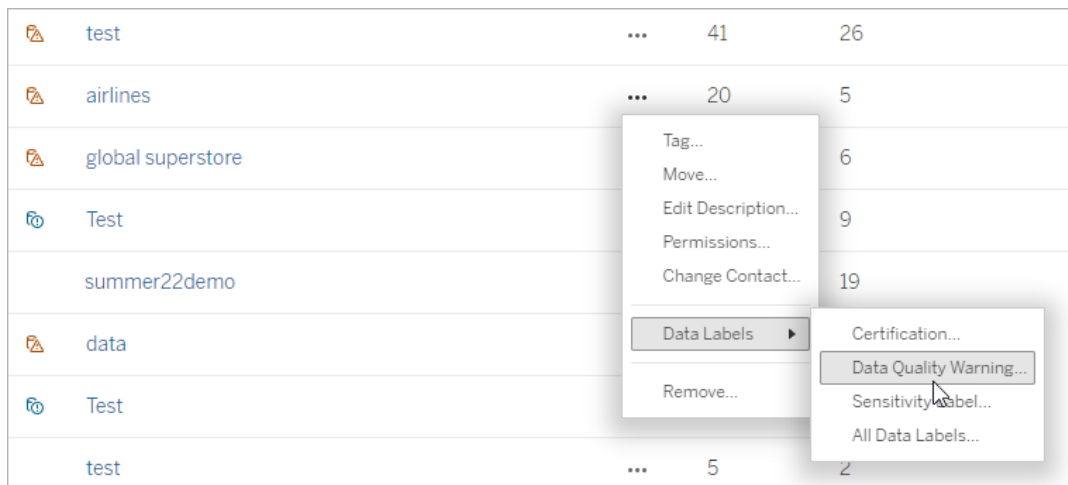 test ... 41 26
airlines ... 20 5
global superstore 6
Test 9
summer22demo 19
data
Test
test ... 5 2
Tag...
Move...
Edit Description...
Permissions...
Change Contact...
Data Labels
Remove...
Certification...
Data Quality Warning...
Sensitivity Label...
All Data Labels...